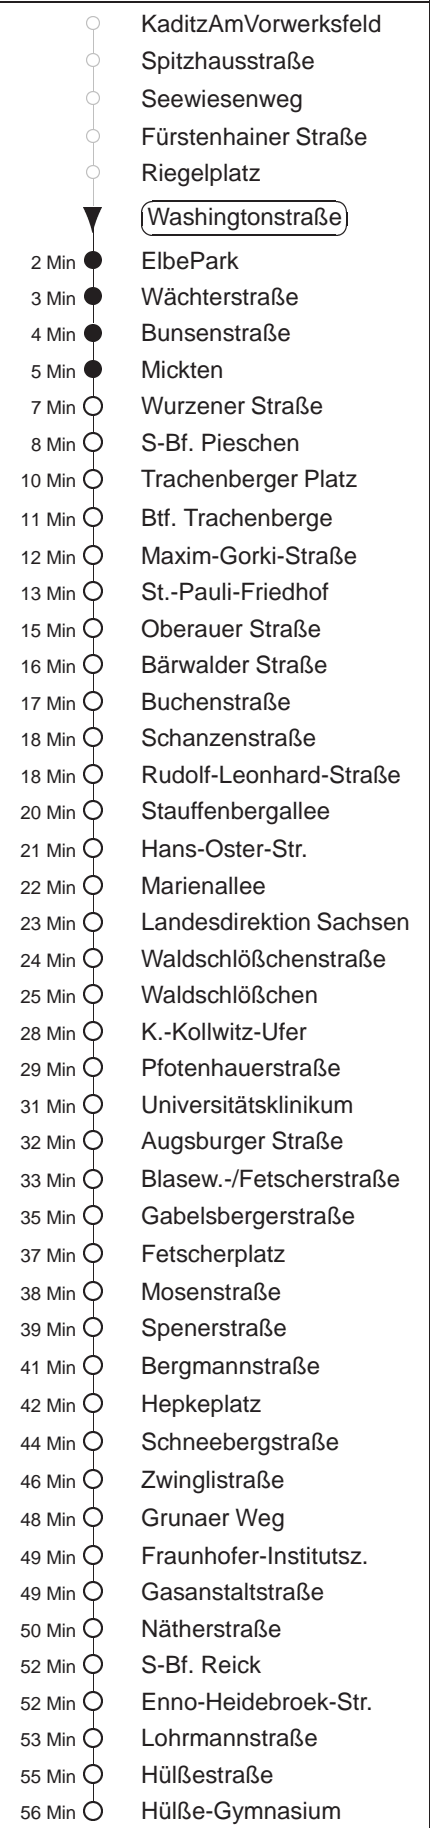 KaditzAmVorwerksfeld
Spitzhausstraße
Seewiesenweg
Fürstenhainer Straße
Riegelplatz
Washingtonstraße
2 Min ElbePark
3 Min Wächterstraße
4 Min Bunsenstraße
5 Min Mickten
7 Min Wurzener Straße
8 Min S-Bf. Pieschen
10 Min Trachenberger Platz
11 Min Btf. Trachenberge
12 Min Maxim-Gorki-Straße
13 Min St.-Pauli-Friedhof
15 Min Oberauer Straße
16 Min Bärwalder Straße
17 Min Buchenstraße
18 Min Schanzenstraße
18 Min Rudolf-Leonhard-Straße
20 Min Stauffenbergallee
21 Min Hans-Oster-Str.
22 Min Marienallee
23 Min Landesdirektion Sachsen
24 Min Waldschlößchenstraße
25 Min Waldschlößchen
28 Min K.-Kollwitz-Ufer
29 Min Pfotenhauerstraße
31 Min Universitätsklinikum
32 Min Augsburger Straße
33 Min Blasew.-/Fetscherstraße
35 Min Gabelsbergerstraße
37 Min Fetscherplatz
38 Min Mosenstraße
39 Min Spenerstraße
41 Min Bergmannstraße
42 Min Hepkeplatz
44 Min Schneebergstraße
46 Min Zwinglistraße
48 Min Grunaer Weg
49 Min Fraunhofer-Institutsz.
49 Min Gasanstaltstraße
50 Min Nätherstraße
52 Min S-Bf. Reick
52 Min Enno-Heidebroek-Str.
53 Min Lohrmannstraße
55 Min Hülßestraße
56 Min Hülße-Gymnasium